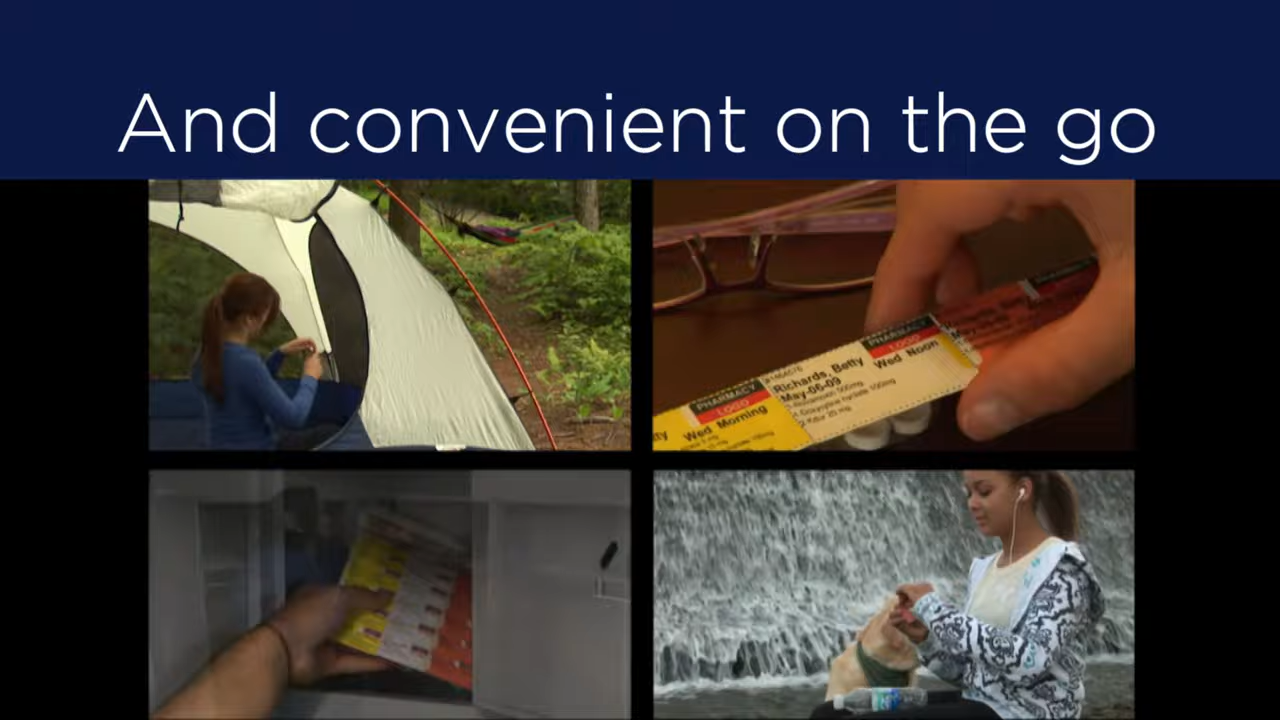 And convenient on the go
PHARMACY
LOGO
Wed Noon
Richards, Betty
May-06-09
PHARMACY
LOGO
Wed Morning